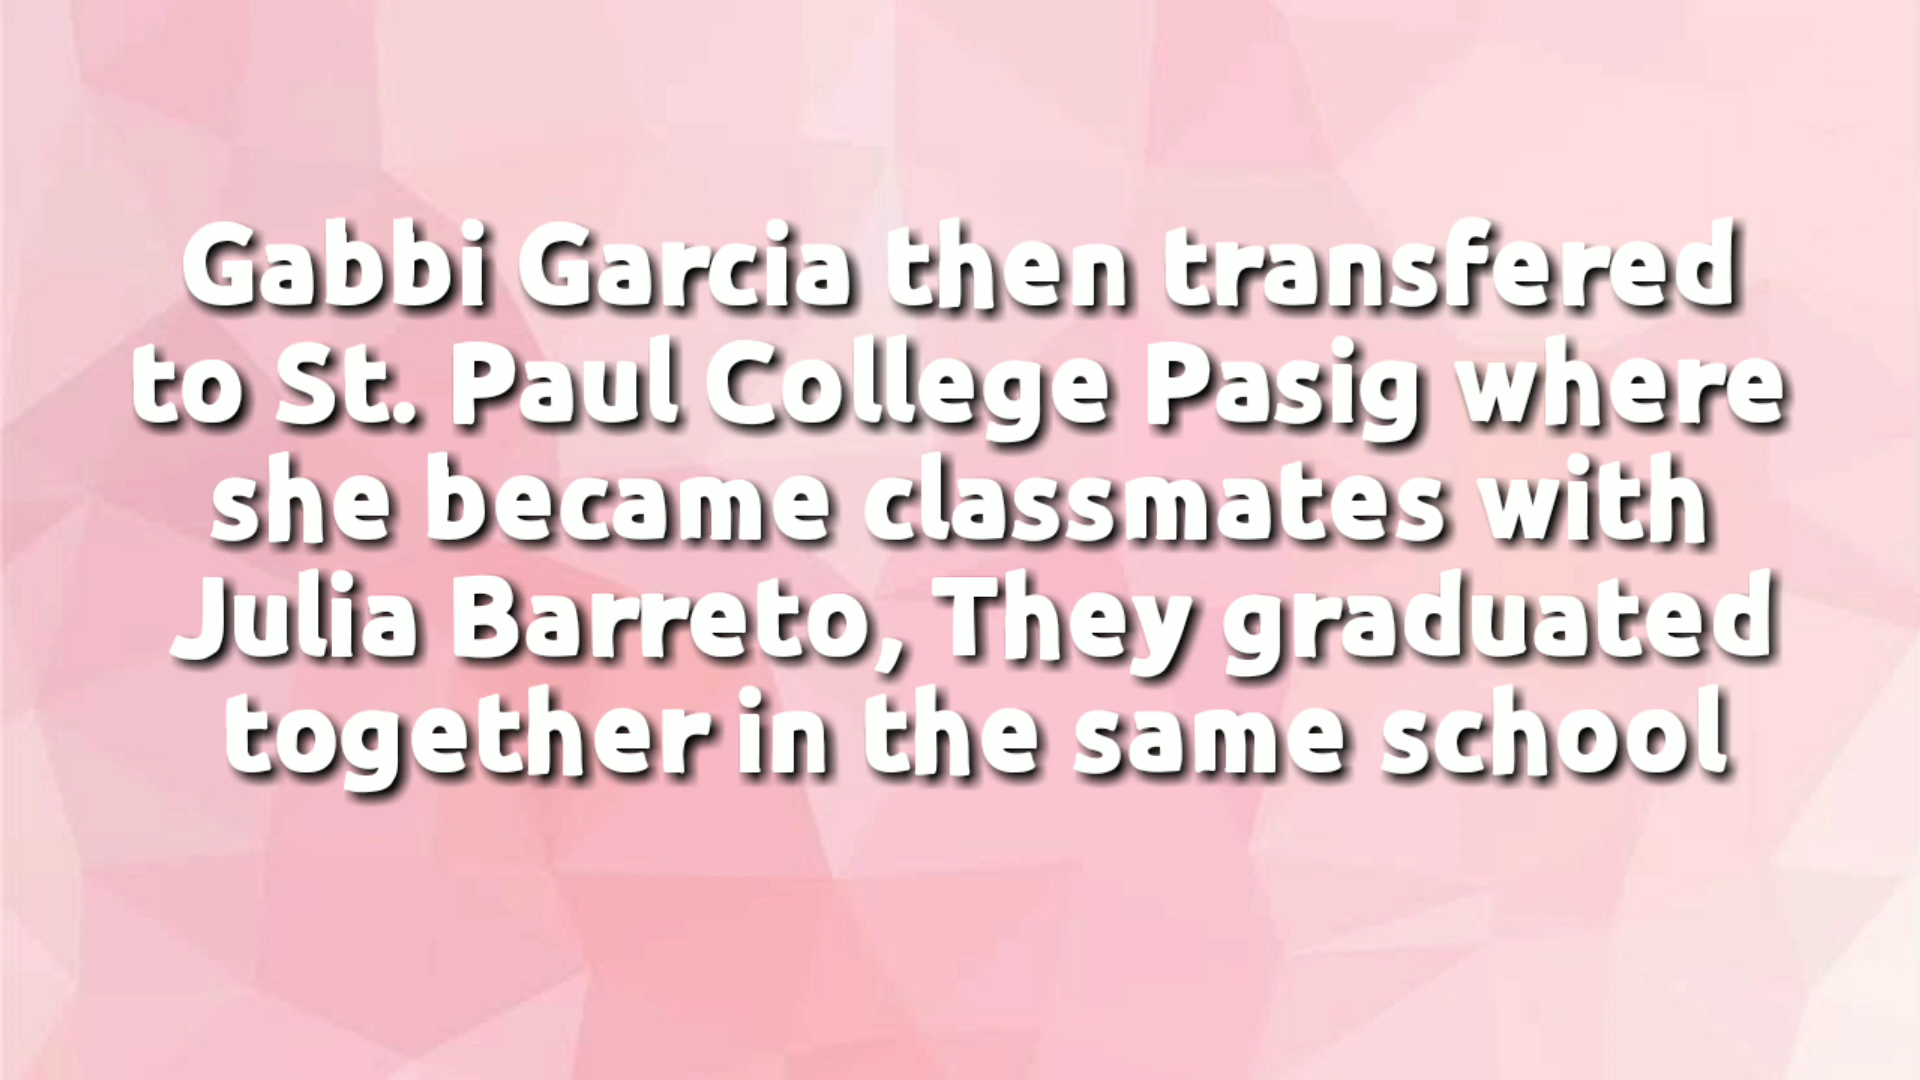 Gabbi Garcia then transfered
to St. Paul College Pasig where
she became classmates with
Julia Barreto, They graduated
together in the same school